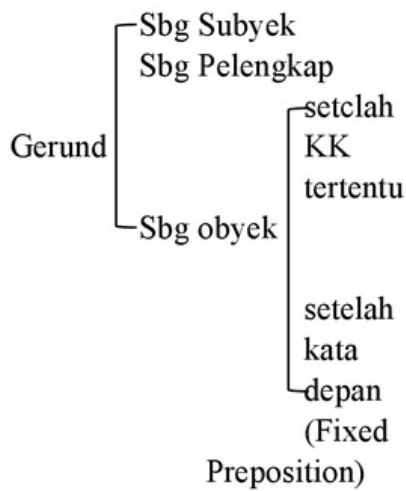 Sbg Subyek
Sbg Pelengkap
Gerund
Sbg obyek
setclah
KK
tertentu
setelah
kata
depan
(Fixed
Preposition)